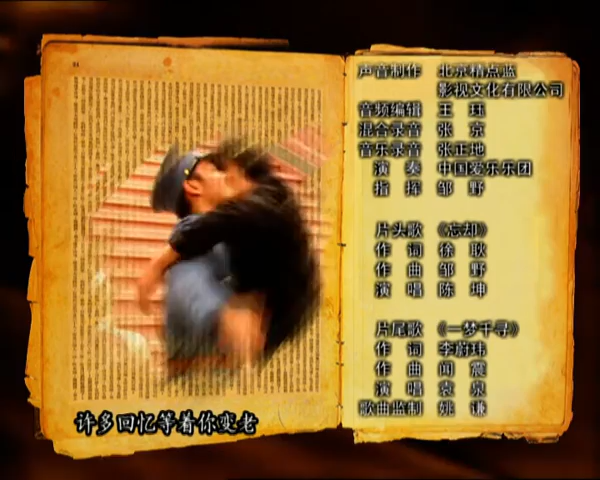 声音制作 北京精点蓝
影视文化有限公司
音频编辑 王 珏
混合录音 张 京
音乐录音 张正地
演 奏 中国爱乐乐团
指 挥 邹 野
片头歌 《忘却》
作 词 徐 耿
作 曲 邹 野
演 唱 陈 坤
片尾歌 《一梦千寻》
作 词 李蔚玮
作 曲 闻 震
演 唱 袁 泉
歌曲监制 姚 谦
许多回忆等着你变老